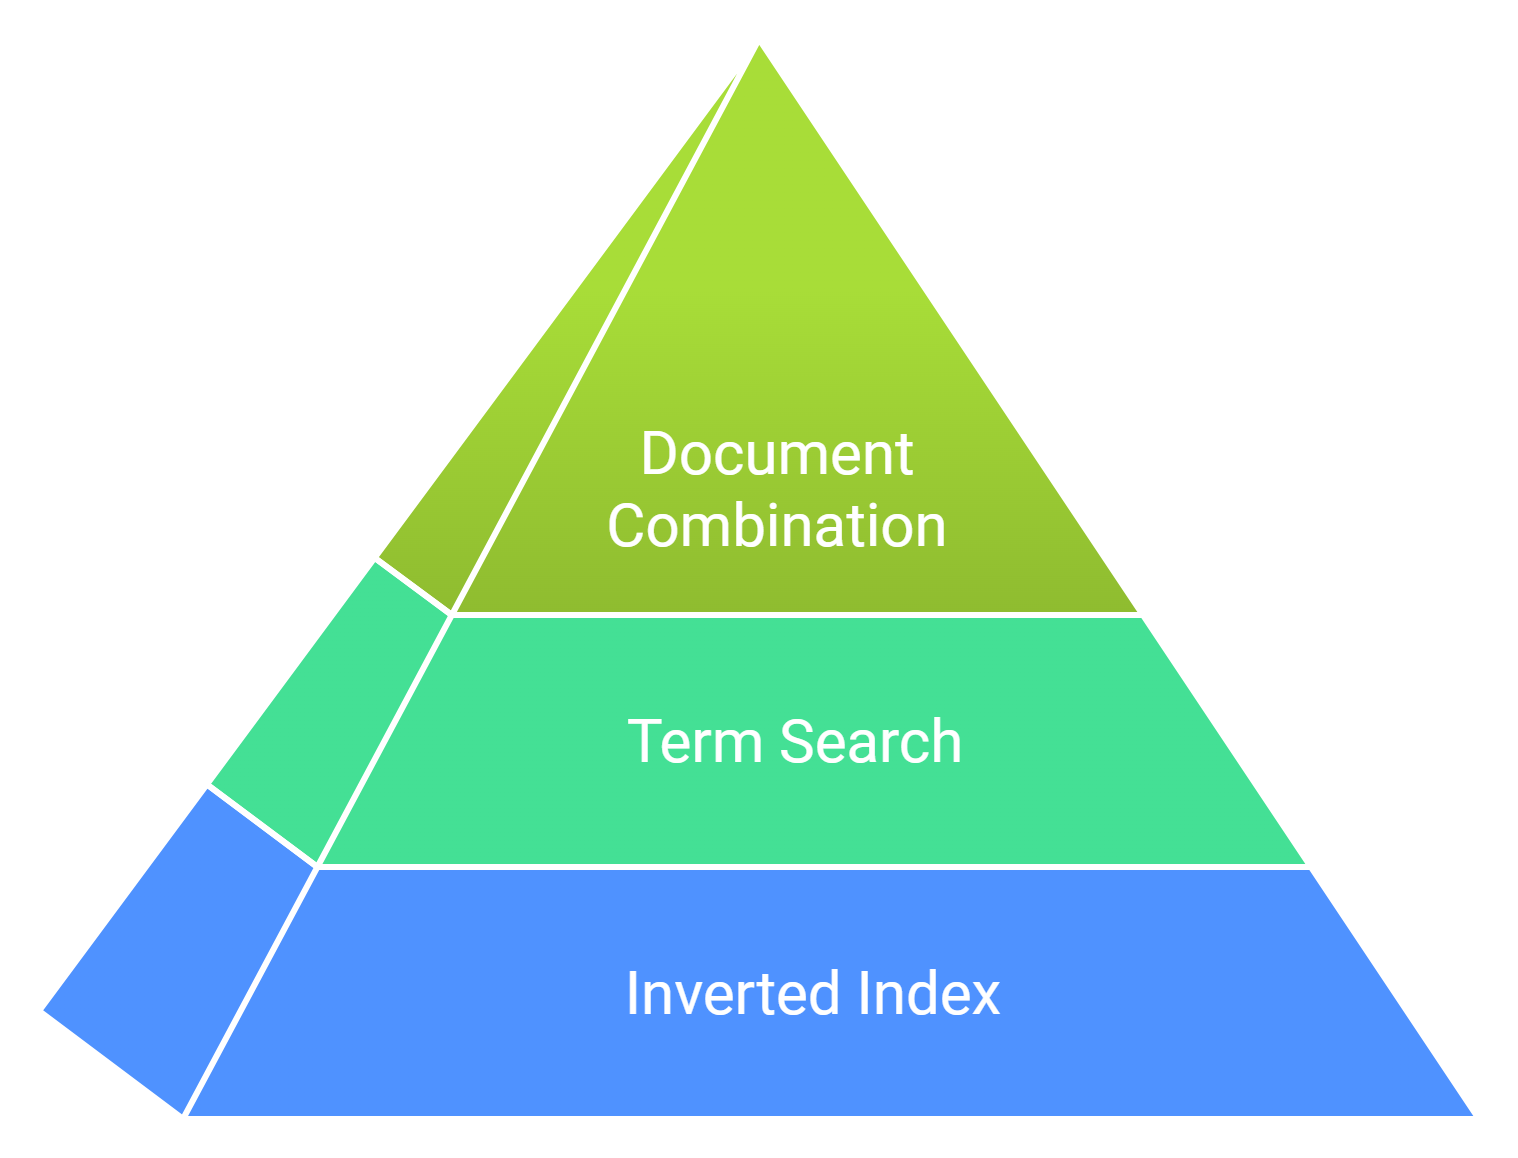 Document
Combination
Term Search
Inverted Index